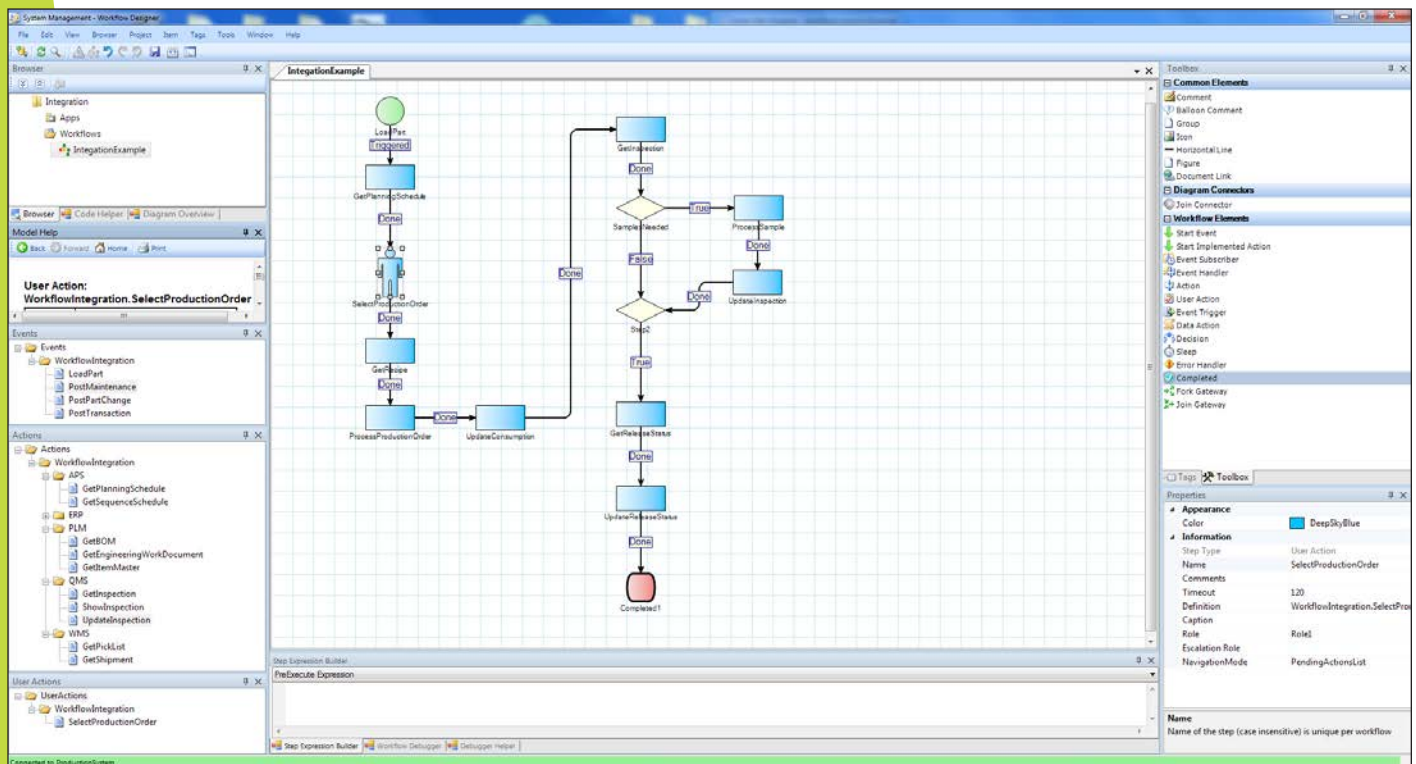 System Management - Workflow Designer
File Edit View Browser Project Item Tags Tools Window Help
Browser
Integration
Apps
Workflows
IntegationExample
Browser Code Helper Diagram Overview
Model Help
Back Forward Home Print
User Action:
WorkflowIntegration.SelectProductionOrder
Events
Events
WorkflowIntegration
LoadPart
PostMaintenance
PostPartChange
PostTransaction
Actions
Actions
WorkflowIntegration
APS
GetPlanningSchedule
GetSequenceSchedule
ERP
PLM
GetBOM
GetEngineeringWorkDocument
GetItemMaster
QMS
GetInspection
ShowInspection
UpdateInspection
WMS
GetPickList
GetShipment
User Actions
UserActions
WorkflowIntegration
SelectProductionOrder
IntegationExample
LoadPart
Triggered
GetPlanningSchedule
Done
SelectProductionOrder
Done
GetRecipe
Done
ProcessProductionOrder
Done
UpdateConsumption
Done
GetInspection
Done
SamplesNeeded
True
ProcessSample
Done
UpdateInspection
Done
False
Step2
True
GetReleaseStatus
Done
UpdateReleaseStatus
Done
Completed1
Step Expression Builder
PreExecute Expression
Step Expression Builder Workflow Debugger Debugger Helper
Toolbox
Common Elements
Comment
Balloon Comment
Group
Icon
Horizontal Line
Figure
Document Link
Diagram Connectors
Join Connector
Workflow Elements
Start Event
Start Implemented Action
Event Subscriber
Event Handler
Action
User Action
Event Trigger
Data Action
Decision
Sleep
Error Handler
Completed
Fork Gateway
Join Gateway
Tags Toolbox
Properties
Appearance
Color DeepSkyBlue
Information
Step Type User Action
Name SelectProductionOrder
Comments
Timeout 120
Definition WorkflowIntegration.SelectProd
Caption
Role Role1
Escalation Role
NavigationMode PendingActionsList
Name
Name of the step (case insensitive) is unique per workflow
Connected to ProductionSystem